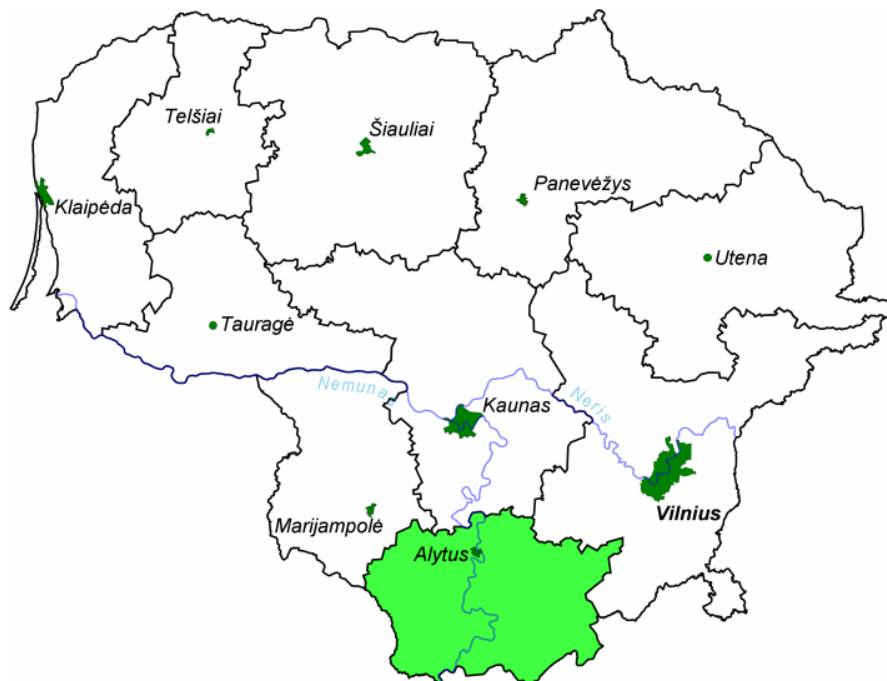 Telšiai
Šiauliai
Panevėžys
Klaipėda
Utena
Tauragė
Nemunas
Neris
Kaunas
Vilnius
Marijampolė
Alytus